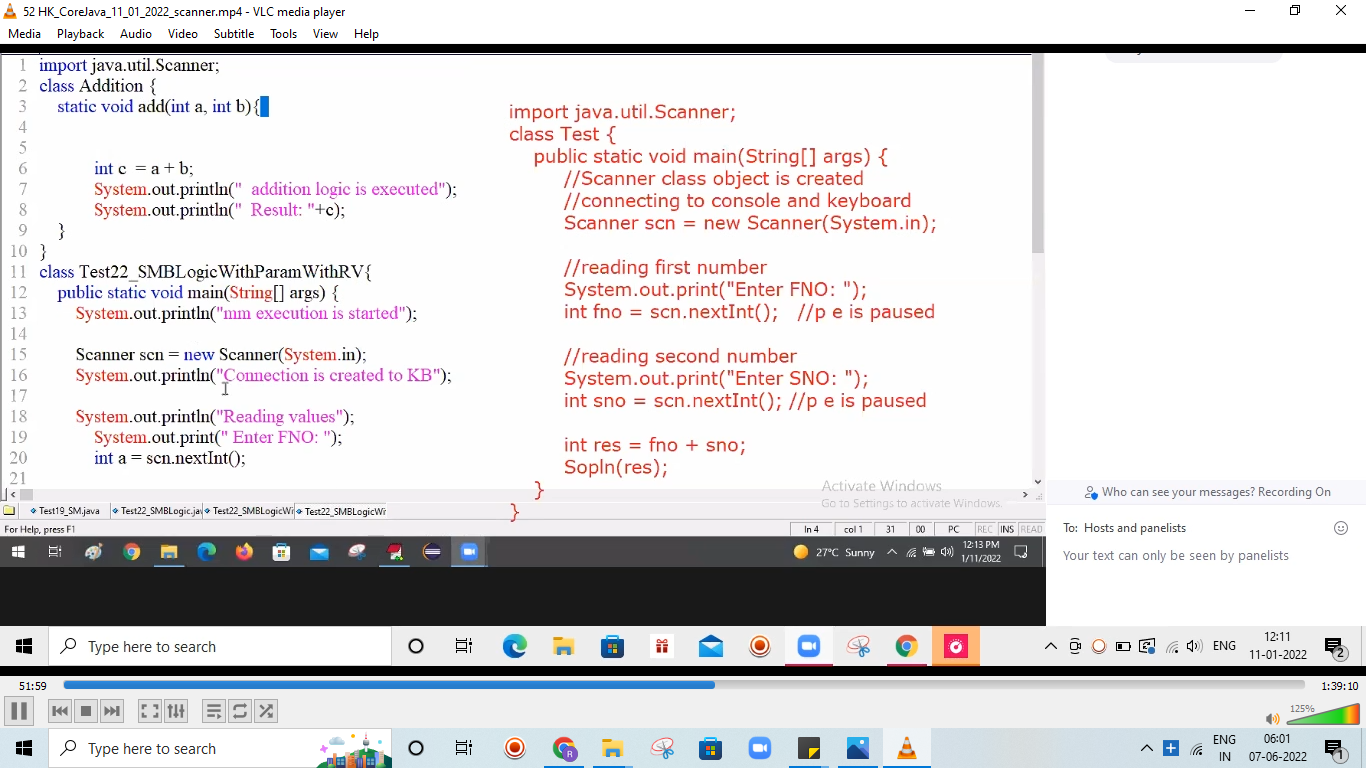 52 HK_CoreJava_11_01_2022_scanner.mp4 - VLC media player
Media Playback Audio Video Subtitle Tools View Help
1 import java.util.Scanner;
2 class Addition {
3 static void add(int a, int b){
4
5
6 int c = a + b;
7 System.out.println(" addition logic is executed");
8 System.out.println(" Result: "+c);
9 }
10 }
11 class Test22_SMBLogicWithParamWithRV{
12 public static void main(String[] args) {
13 System.out.println("mm execution is started");
14
15 Scanner scn = new Scanner(System.in);
16 System.out.println("Connection is created to KB");
17
18 System.out.println("Reading values");
19 System.out.print(" Enter FNO: ");
20 int a = scn.nextInt();
21
import java.util.Scanner;
class Test {
public static void main(String[] args) {
//Scanner class object is created
//connecting to console and keyboard
Scanner scn = new Scanner(System.in);
//reading first number
System.out.print("Enter FNO: ");
int fno = scn.nextInt(); //p e is paused
//reading second number
System.out.print("Enter SNO: ");
int sno = scn.nextInt(); //p e is paused
int res = fno + sno;
Sopln(res);
}
}
Activate Windows
Go to Settings to activate Windows.
Test19_SM.java Test22_SMBLogic.jav Test22_SMBLogicWi Test22_SMBLogicWir
For Help, press F1
ln 4 col 1 31 00 PC REC INS READ
27°C Sunny
12:13 PM
1/11/2022
Who can see your messages? Recording On
To: Hosts and panelists
Your text can only be seen by panelists
Type here to search
ENG
12:11
11-01-2022
2
51:59
1:39:10
125%
Type here to search
R
ENG
IN
06:01
07-06-2022
1